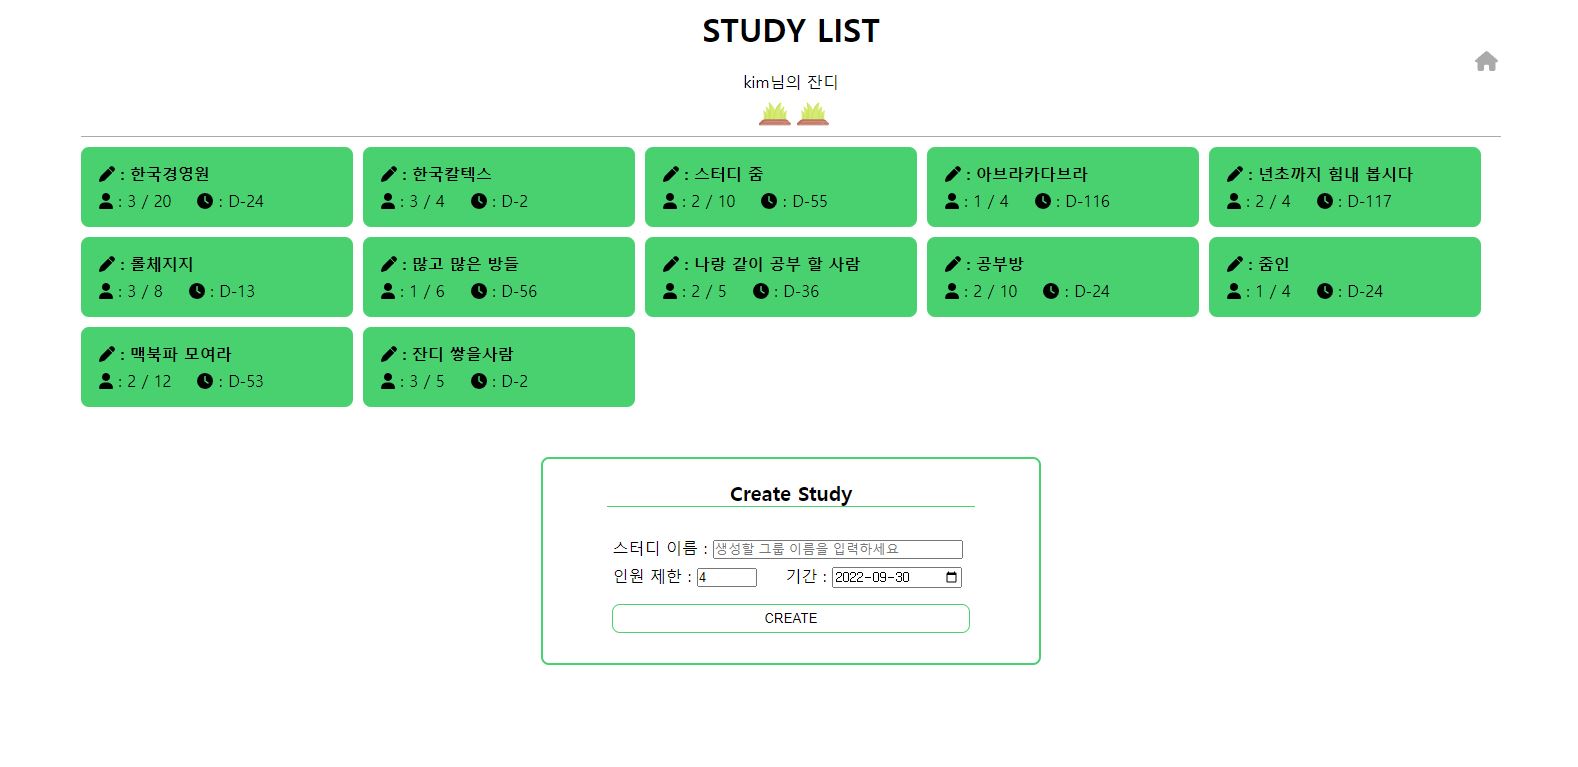 STUDY LIST
kim님의 잔디
: 한국경영원
: 3 / 20 : D-24
: 한국칼텍스
: 3 / 4 : D-2
: 스터디 줌
: 2 / 10 : D-55
: 아브라카다브라
: 1 / 4 : D-116
: 년초까지 힘내 봅시다
: 2 / 4 : D-117
: 롤체지지
: 3 / 8 : D-13
: 많고 많은 방들
: 1 / 6 : D-56
: 나랑 같이 공부 할 사람
: 2 / 5 : D-36
: 공부방
: 2 / 10 : D-24
: 줌인
: 1 / 4 : D-24
: 맥북파 모여라
: 2 / 12 : D-53
: 잔디 쌓을사람
: 3 / 5 : D-2
Create Study
스터디 이름 : 생성할 그룹 이름을 입력하세요
인원 제한 : 4 기간 : 2022-09-30
CREATE